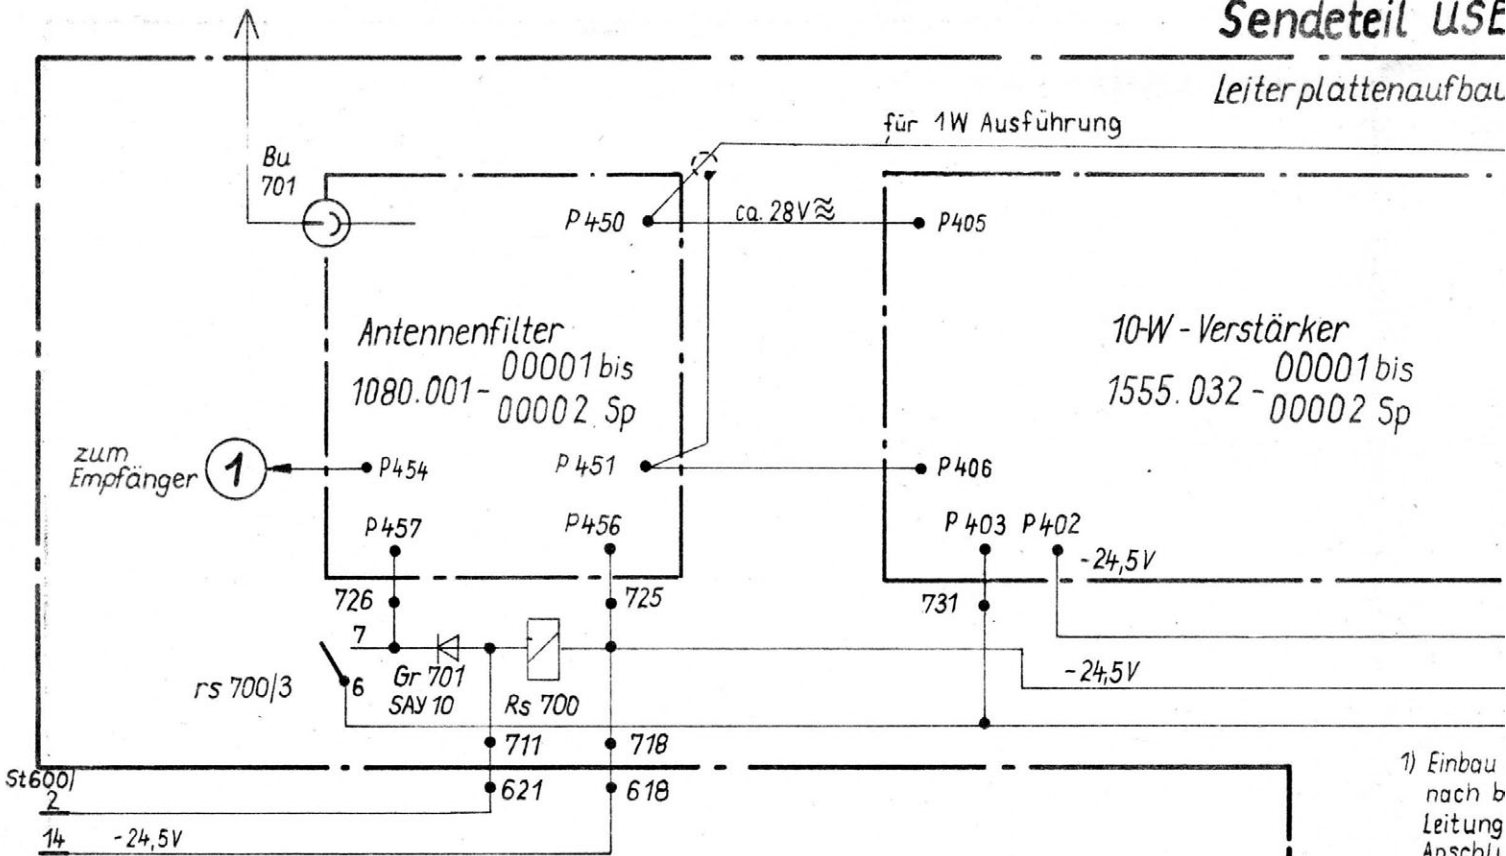 Sendeteil USE
Leiterplattenaufbau
für 1W Ausführung
Bu
701
P450
ca. 28V≈
P405
Antennenfilter
1080.001-
00001 bis
00002 Sp
10-W-Verstärker
1555.032-
00001 bis
00002 Sp
zum
Empfänger
1
P454
P451
P406
P457
P456
P403
P402
-24,5V
726
725
731
7
6
rs 700/3
Gr 701
SAY 10
Rs 700
-24,5V
711
718
St600/
2
621
618
14
-24,5V
1) Einbau
nach b
Leitung
Anschlu